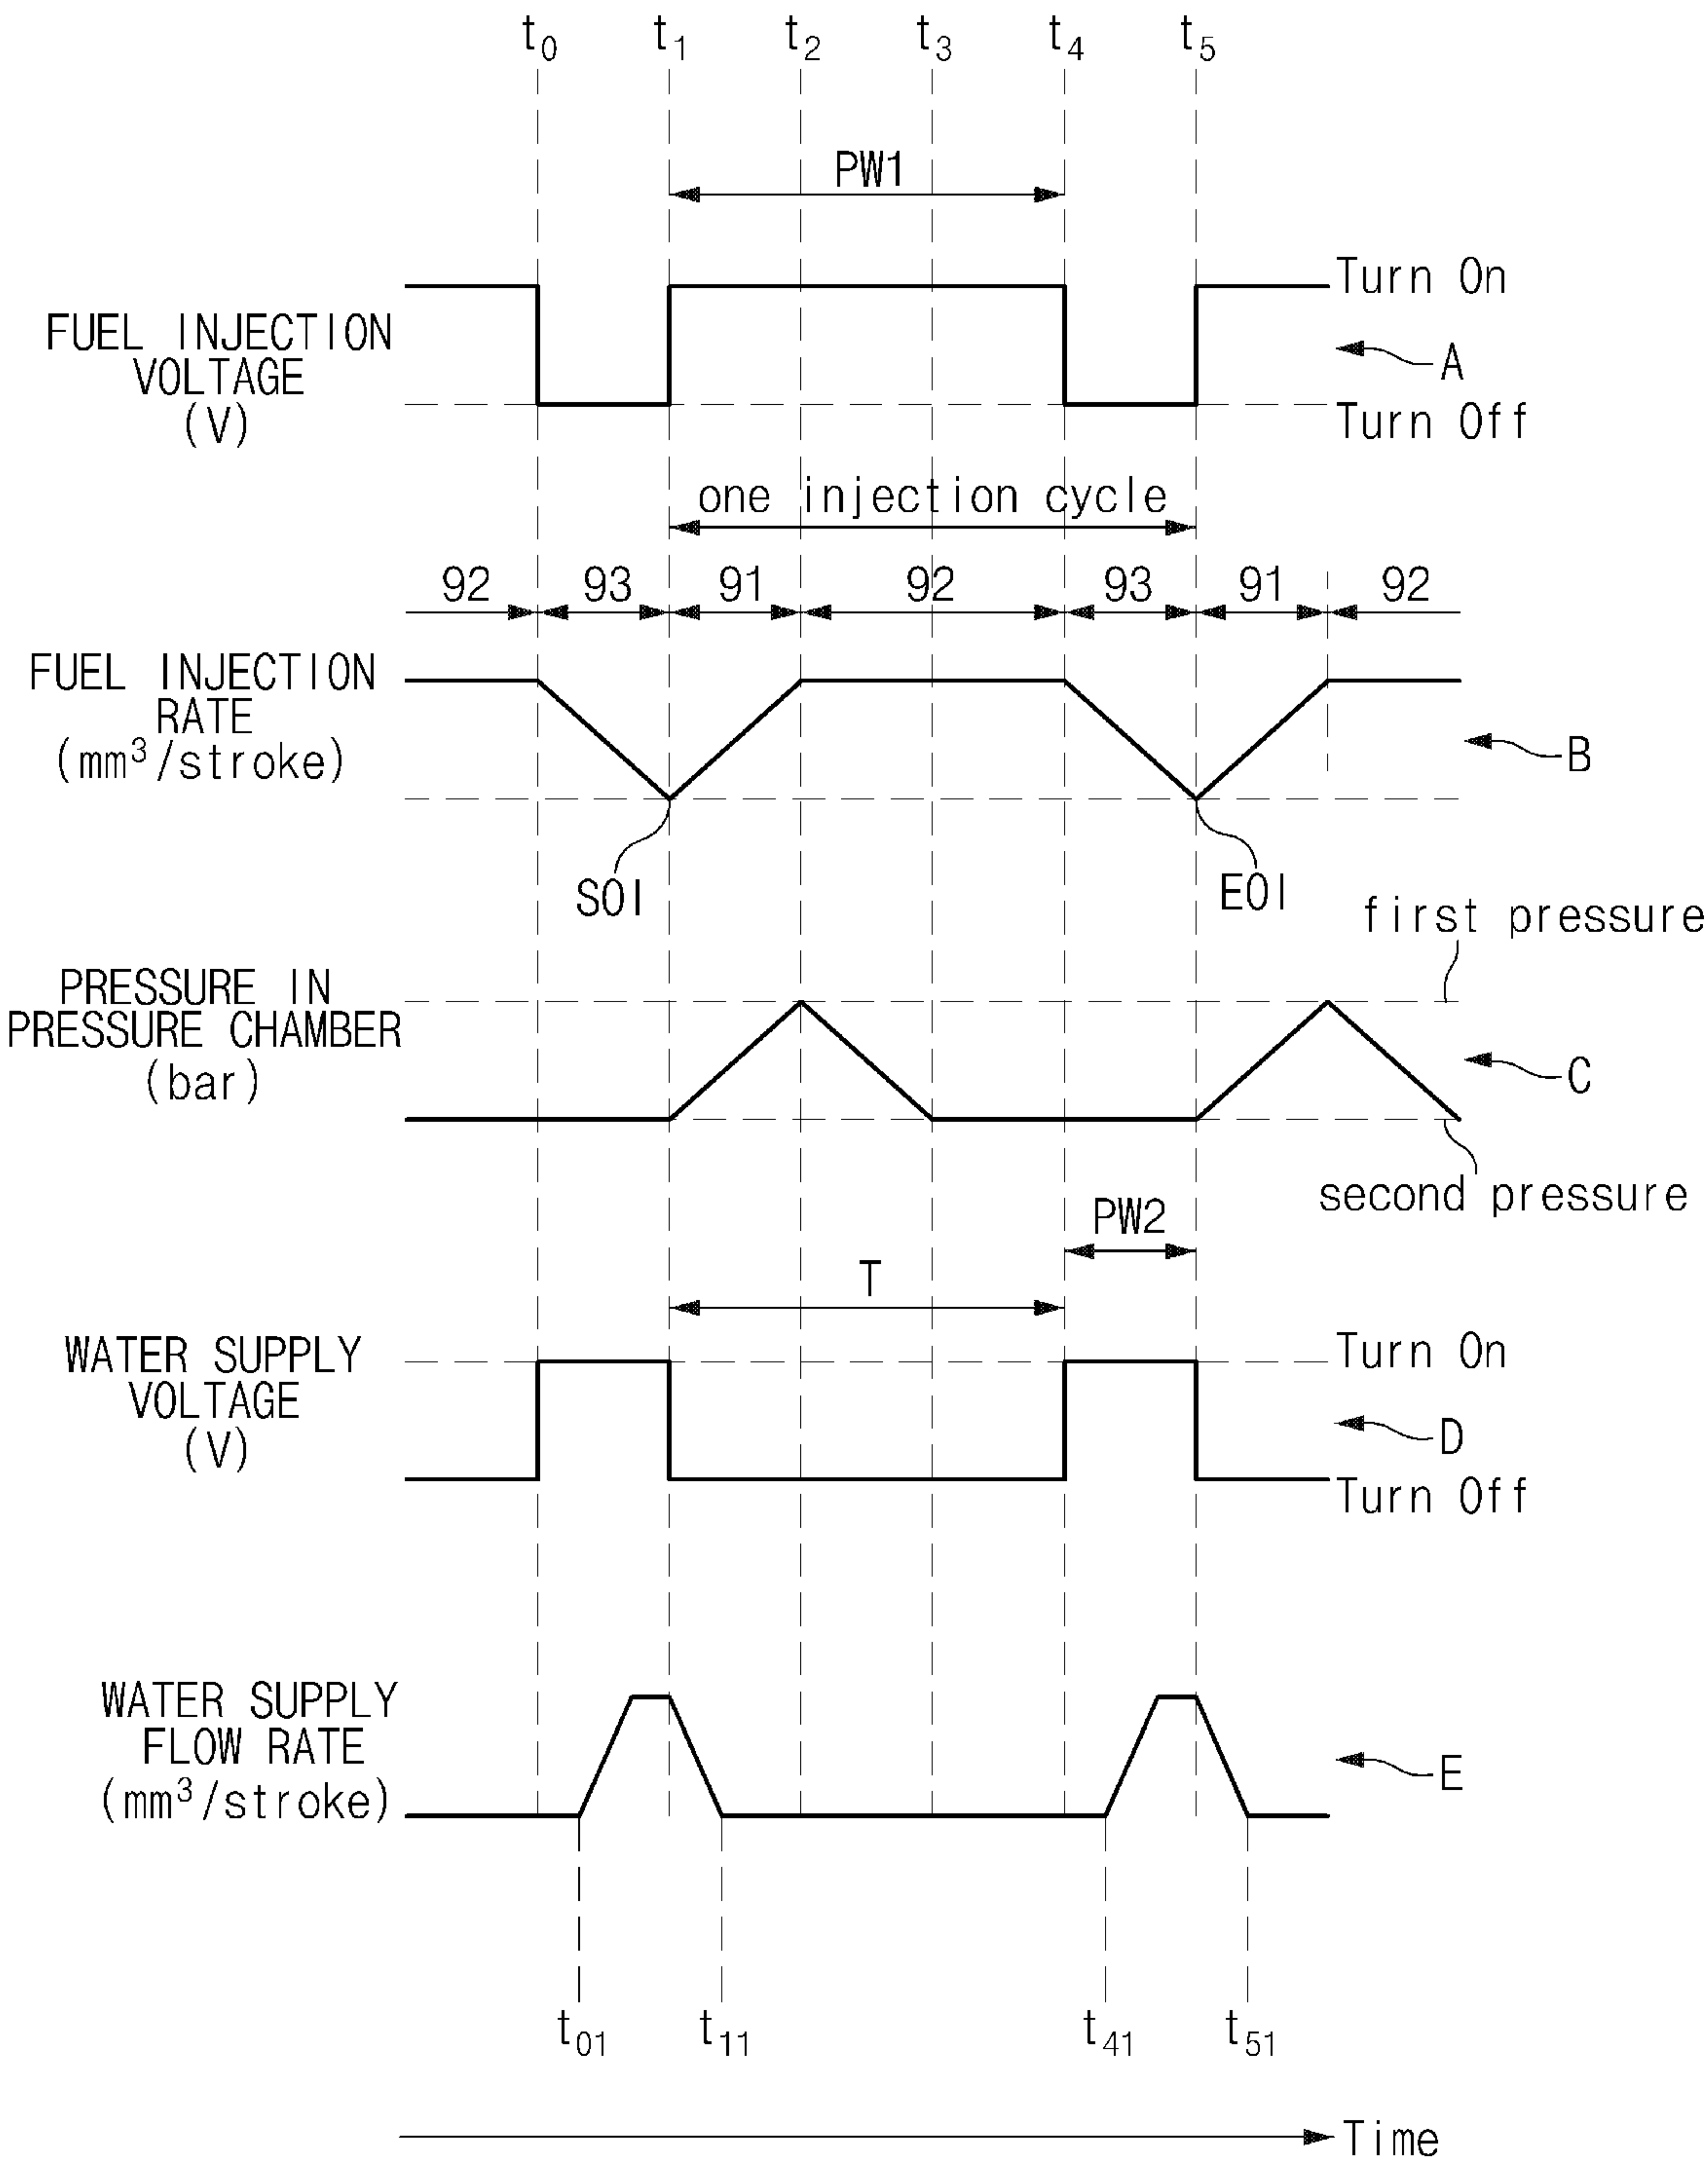 t0 t1 t2 t3 t4 t5
PW1
Turn On
FUEL INJECTION
VOLTAGE
(V)
A
Turn Off
one injection cycle
92 93 91 92 93 91 92
FUEL INJECTION
RATE
(mm3/stroke)
B
SOI
EOI
first pressure
PRESSURE IN
PRESSURE CHAMBER
(bar)
C
second pressure
PW2
T
WATER SUPPLY
VOLTAGE
(V)
Turn On
D
Turn Off
WATER SUPPLY
FLOW RATE
(mm3/stroke)
E
t01 t11 t41 t51
Time